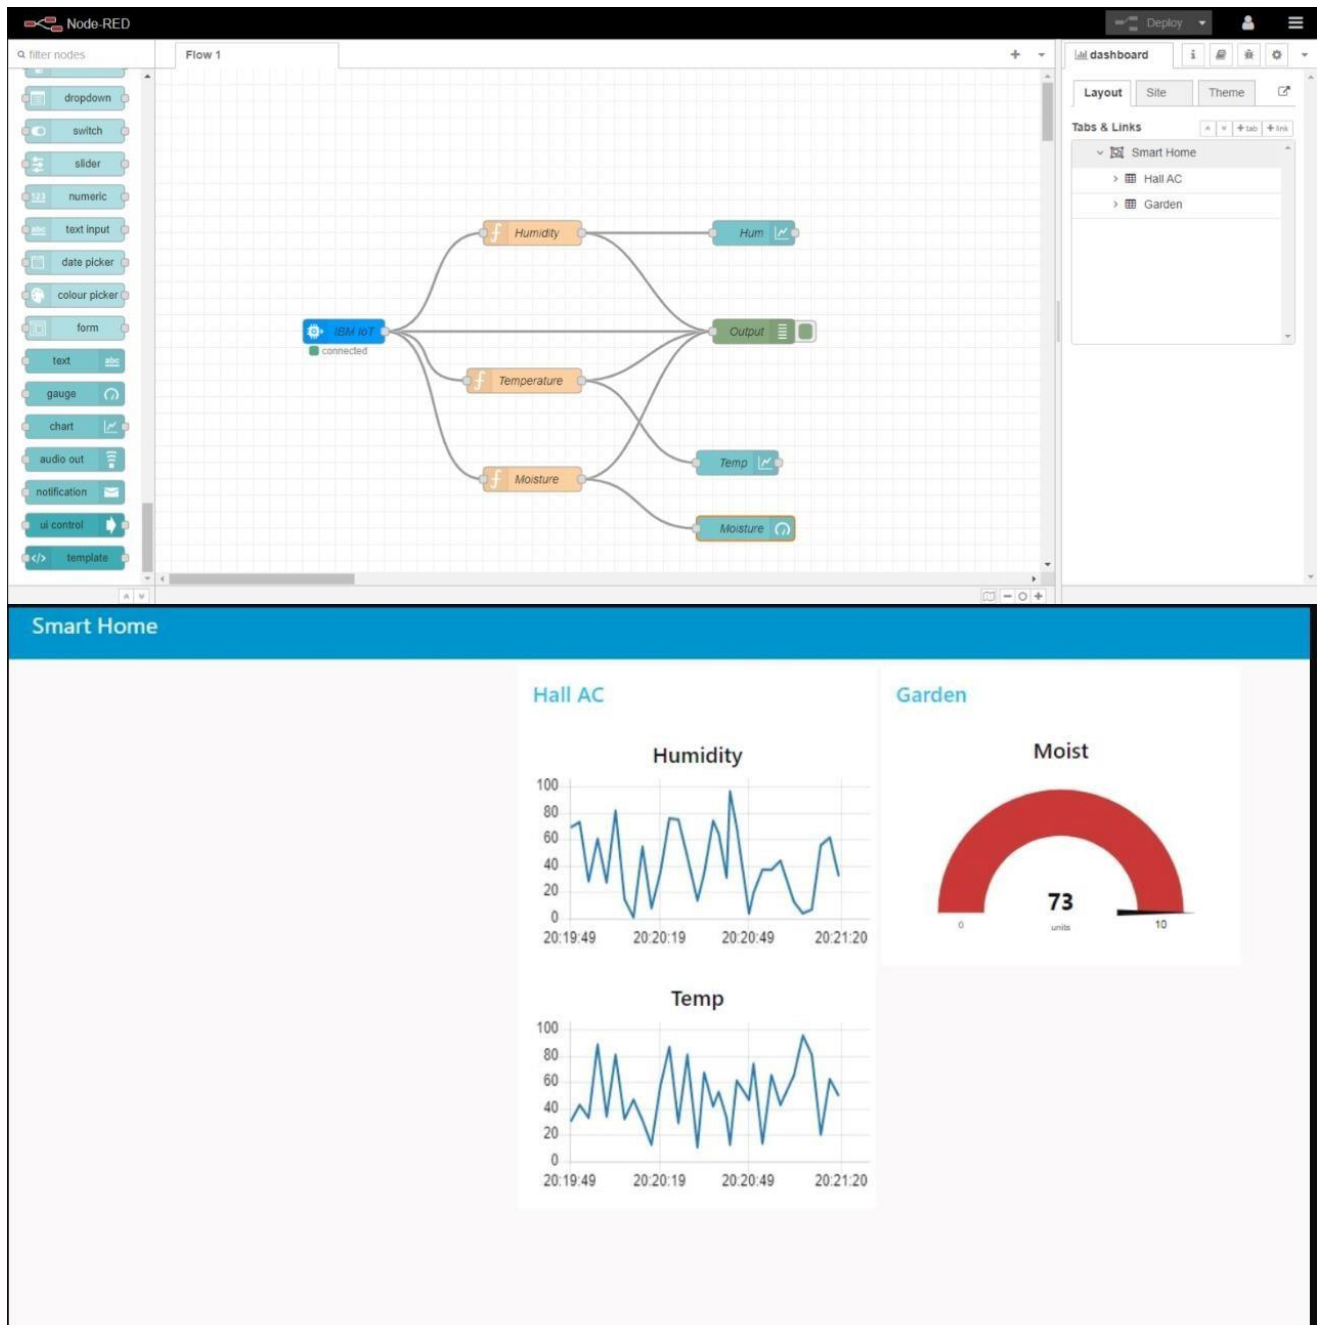 Node-RED
Deploy
filter nodes
Flow 1
dashboard
i
dropdown
switch
slider
123 numeric
abc text input
date picker
colour picker
form
text abc
gauge
chart
audio out
notification
ui control
</> template
Layout Site Theme
Tabs & Links
+tab +link
Smart Home
Hall AC
Garden
Humidity
Hum
IBM IoT
connected
Output
Temperature
Temp
Moisture
Moisture
Smart Home
Hall AC
Humidity
100
80
60
40
20
0
20:19:49 20:20:19 20:20:49 20:21:20
Temp
100
80
60
40
20
0
20:19:49 20:20:19 20:20:49 20:21:20
Garden
Moist
73
units
0 10